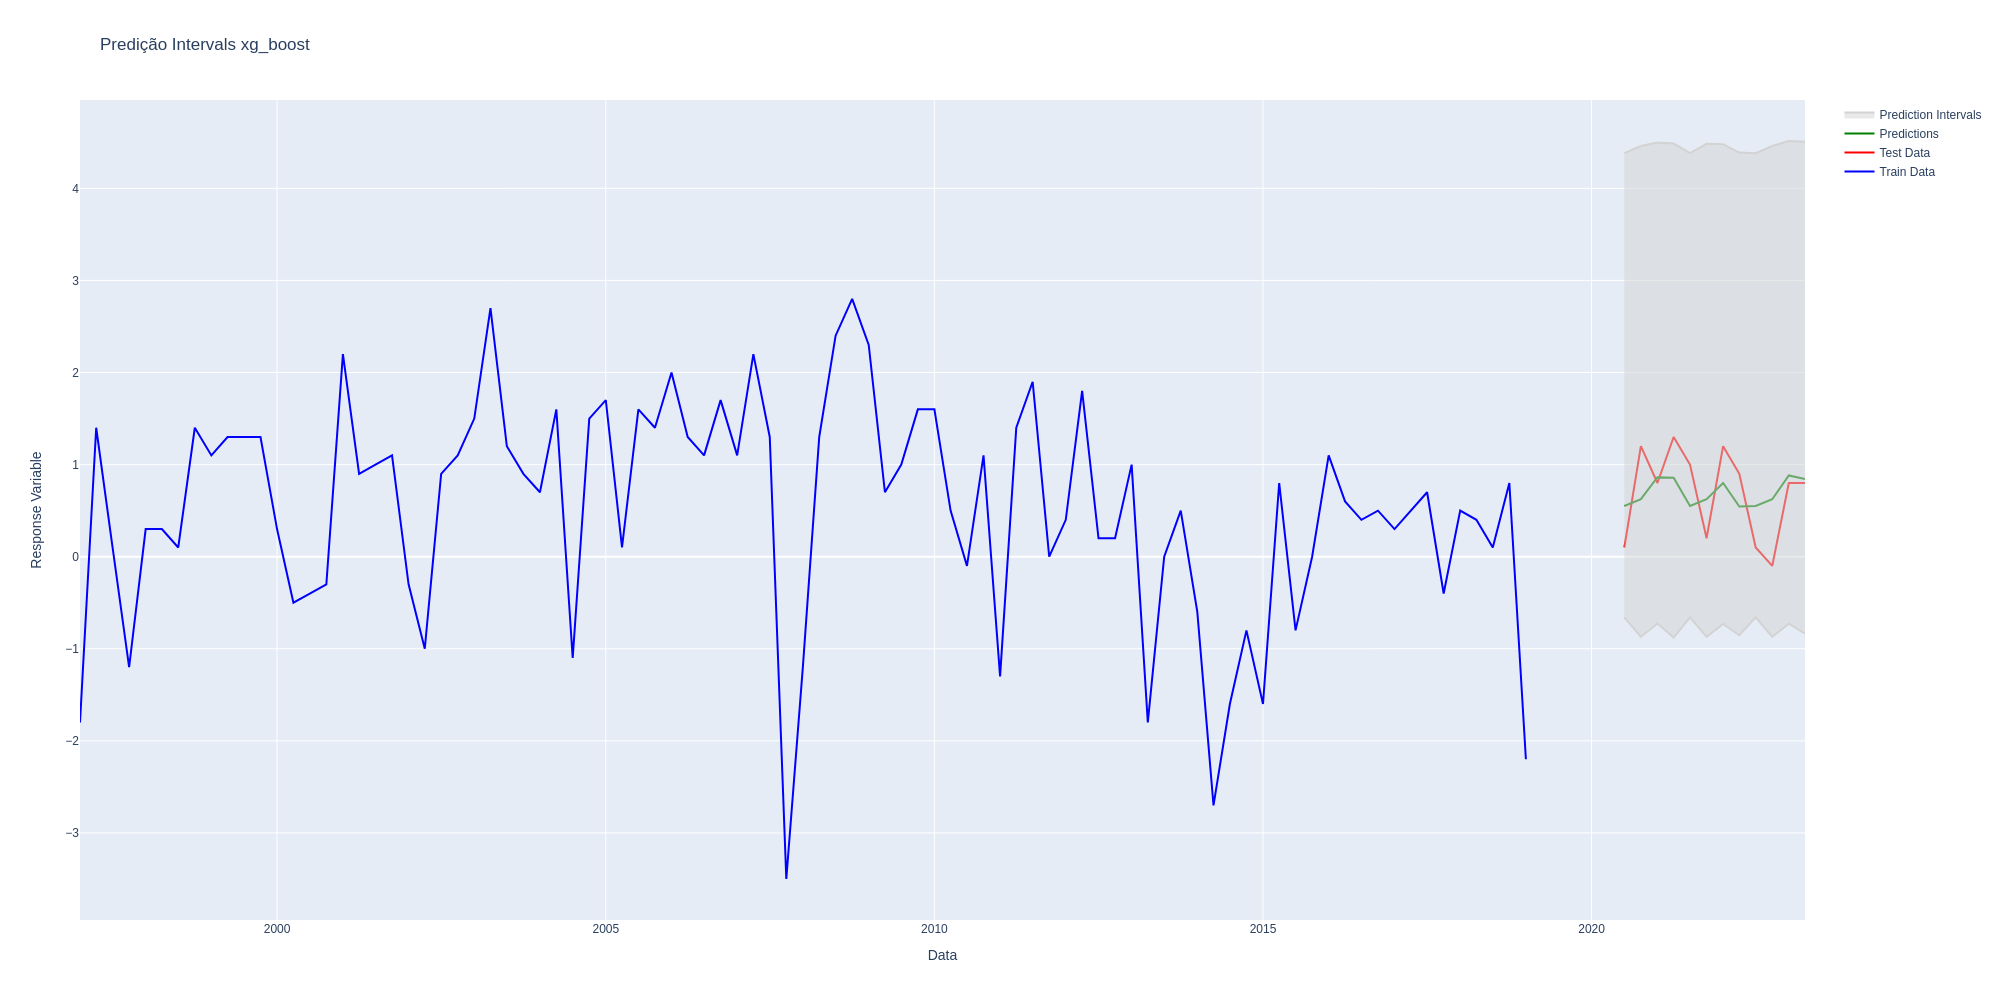 Predição Intervals xg_boost
Prediction Intervals
Predictions
Test Data
Train Data
Response Variable
4
3
2
1
0
−1
−2
−3
2000
2005
2010
2015
2020
Data